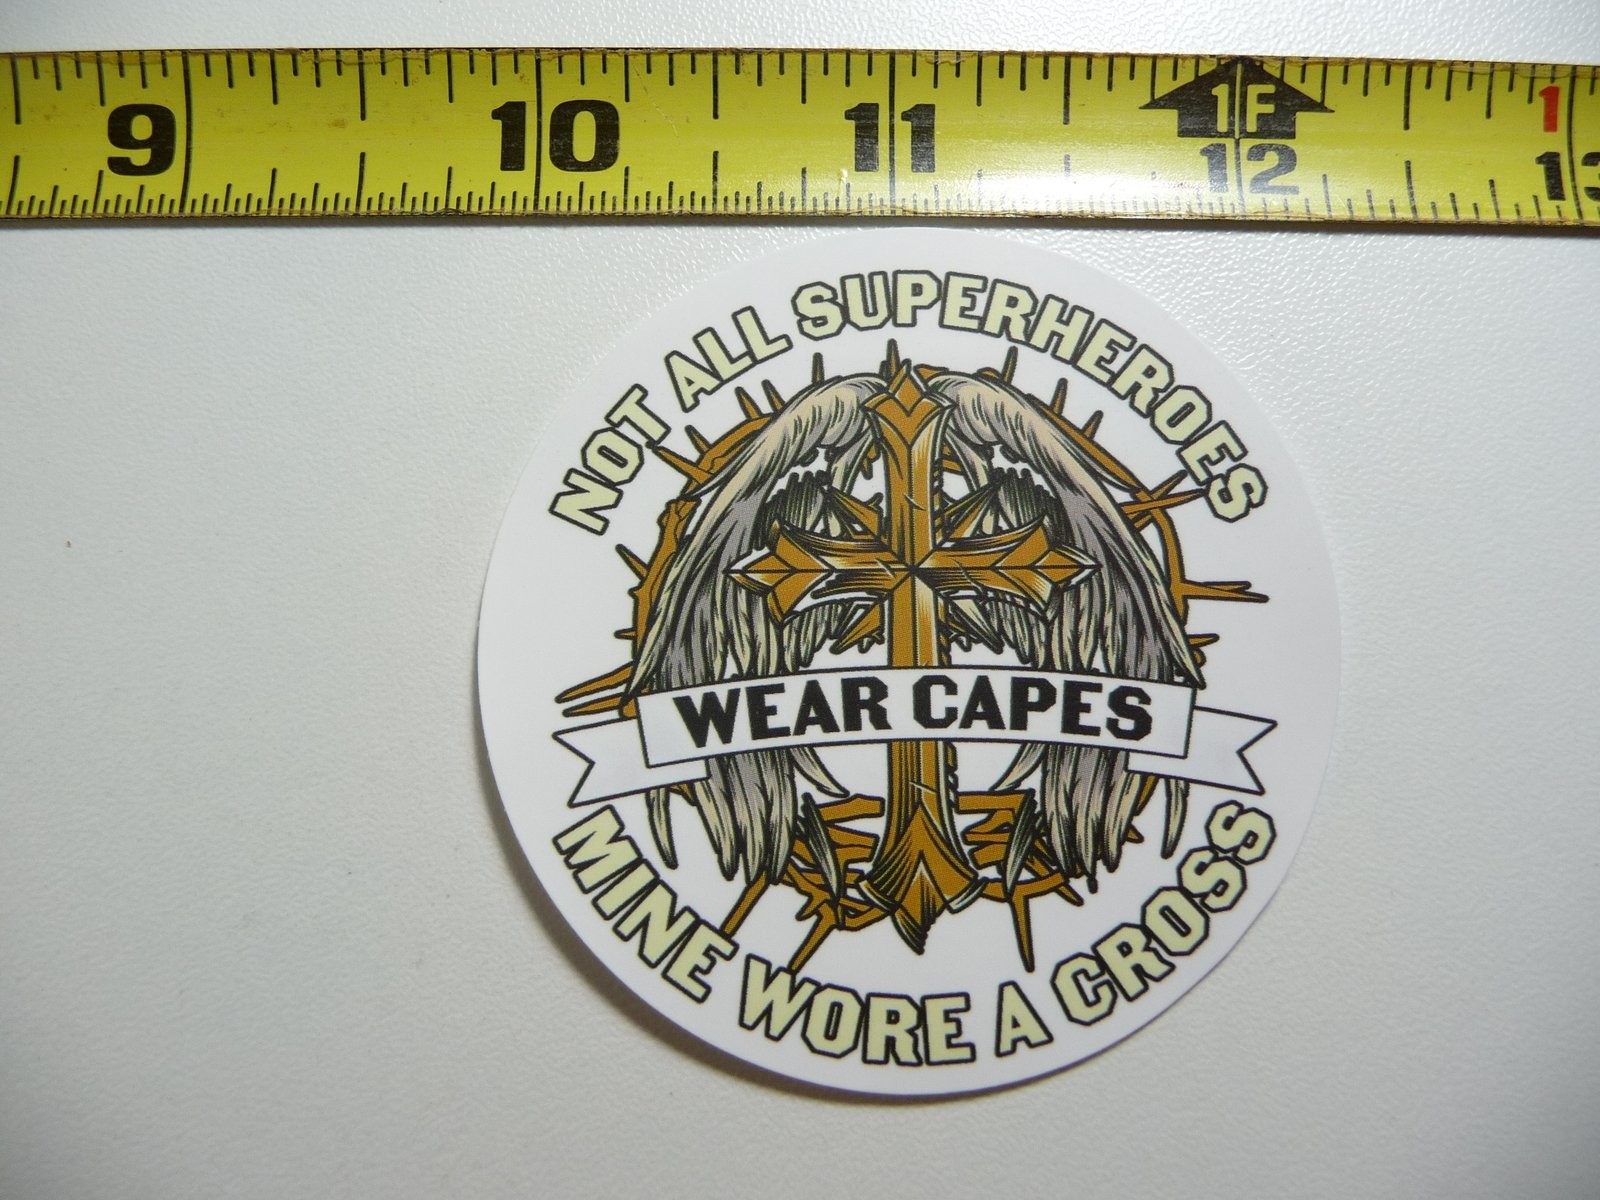 9 10 11 1F 12 1 13
NOT ALL SUPERHEROES
WEAR CAPES
MINE WORE A CROSS